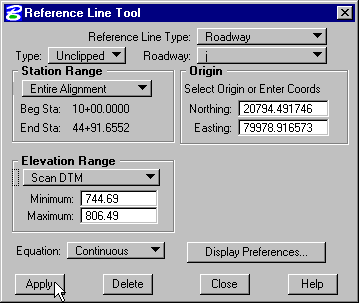 Reference Line Tool
Reference Line Type: Roadway
Type: Unclipped Roadway: j
Station Range
Entire Alignment
Beg Sta: 10+00.0000
End Sta: 44+91.6552
Origin
Select Origin or Enter Coords
Northing: 20794.491746
Easting: 79978.916573
Elevation Range
Scan DTM
Minimum: 744.69
Maximum: 806.49
Equation: Continuous
Display Preferences...
Apply Delete Close Help